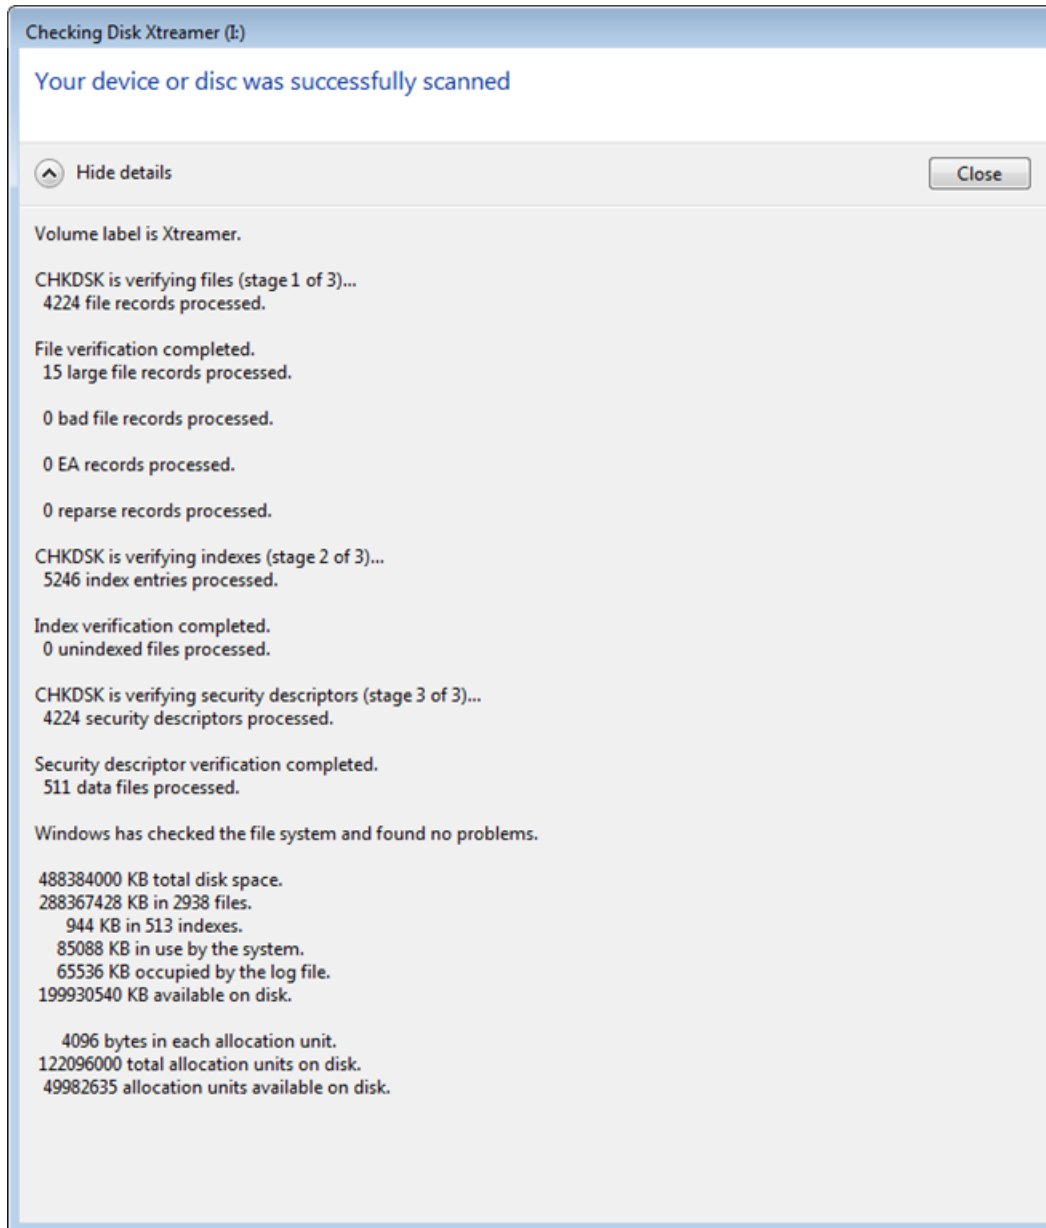 Checking Disk Xtreamer (I:)
Your device or disc was successfully scanned
Hide details
Close
Volume label is Xtreamer.
CHKDSK is verifying files (stage 1 of 3)...
4224 file records processed.
File verification completed.
15 large file records processed.
0 bad file records processed.
0 EA records processed.
0 reparse records processed.
CHKDSK is verifying indexes (stage 2 of 3)...
5246 index entries processed.
Index verification completed.
0 unindexed files processed.
CHKDSK is verifying security descriptors (stage 3 of 3)...
4224 security descriptors processed.
Security descriptor verification completed.
511 data files processed.
Windows has checked the file system and found no problems.
488384000 KB total disk space.
288367428 KB in 2938 files.
944 KB in 513 indexes.
85088 KB in use by the system.
65536 KB occupied by the log file.
199930540 KB available on disk.
4096 bytes in each allocation unit.
122096000 total allocation units on disk.
49982635 allocation units available on disk.